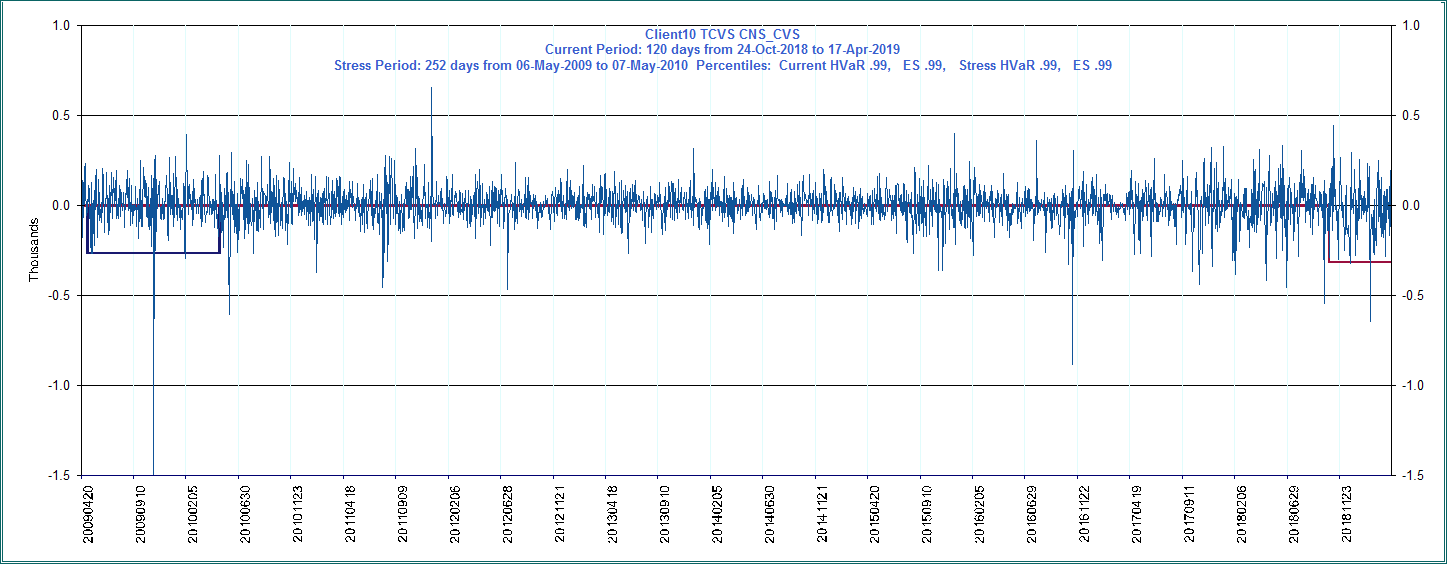 Client10 TCVS CNS_CVS
Current Period: 120 days from 24-Oct-2018 to 17-Apr-2019
Stress Period: 252 days from 06-May-2009 to 07-May-2010  Percentiles:  Current HVaR .99,   ES .99,   Stress HVaR .99,   ES .99
1.0 1.0
0.5 0.5
0.0 0.0
-0.5 -0.5
-1.0 -1.0
-1.5 -1.5
Thousands
20090420 20090910 20100205 20100630 20101123 20110418 20110909 20120206 20120628 20121121 20130418 20130910 20140205 20140630 20141121 20150420 20150910 20160205 20160629 20161122 20170419 20170911 20180206 20180629 20181123